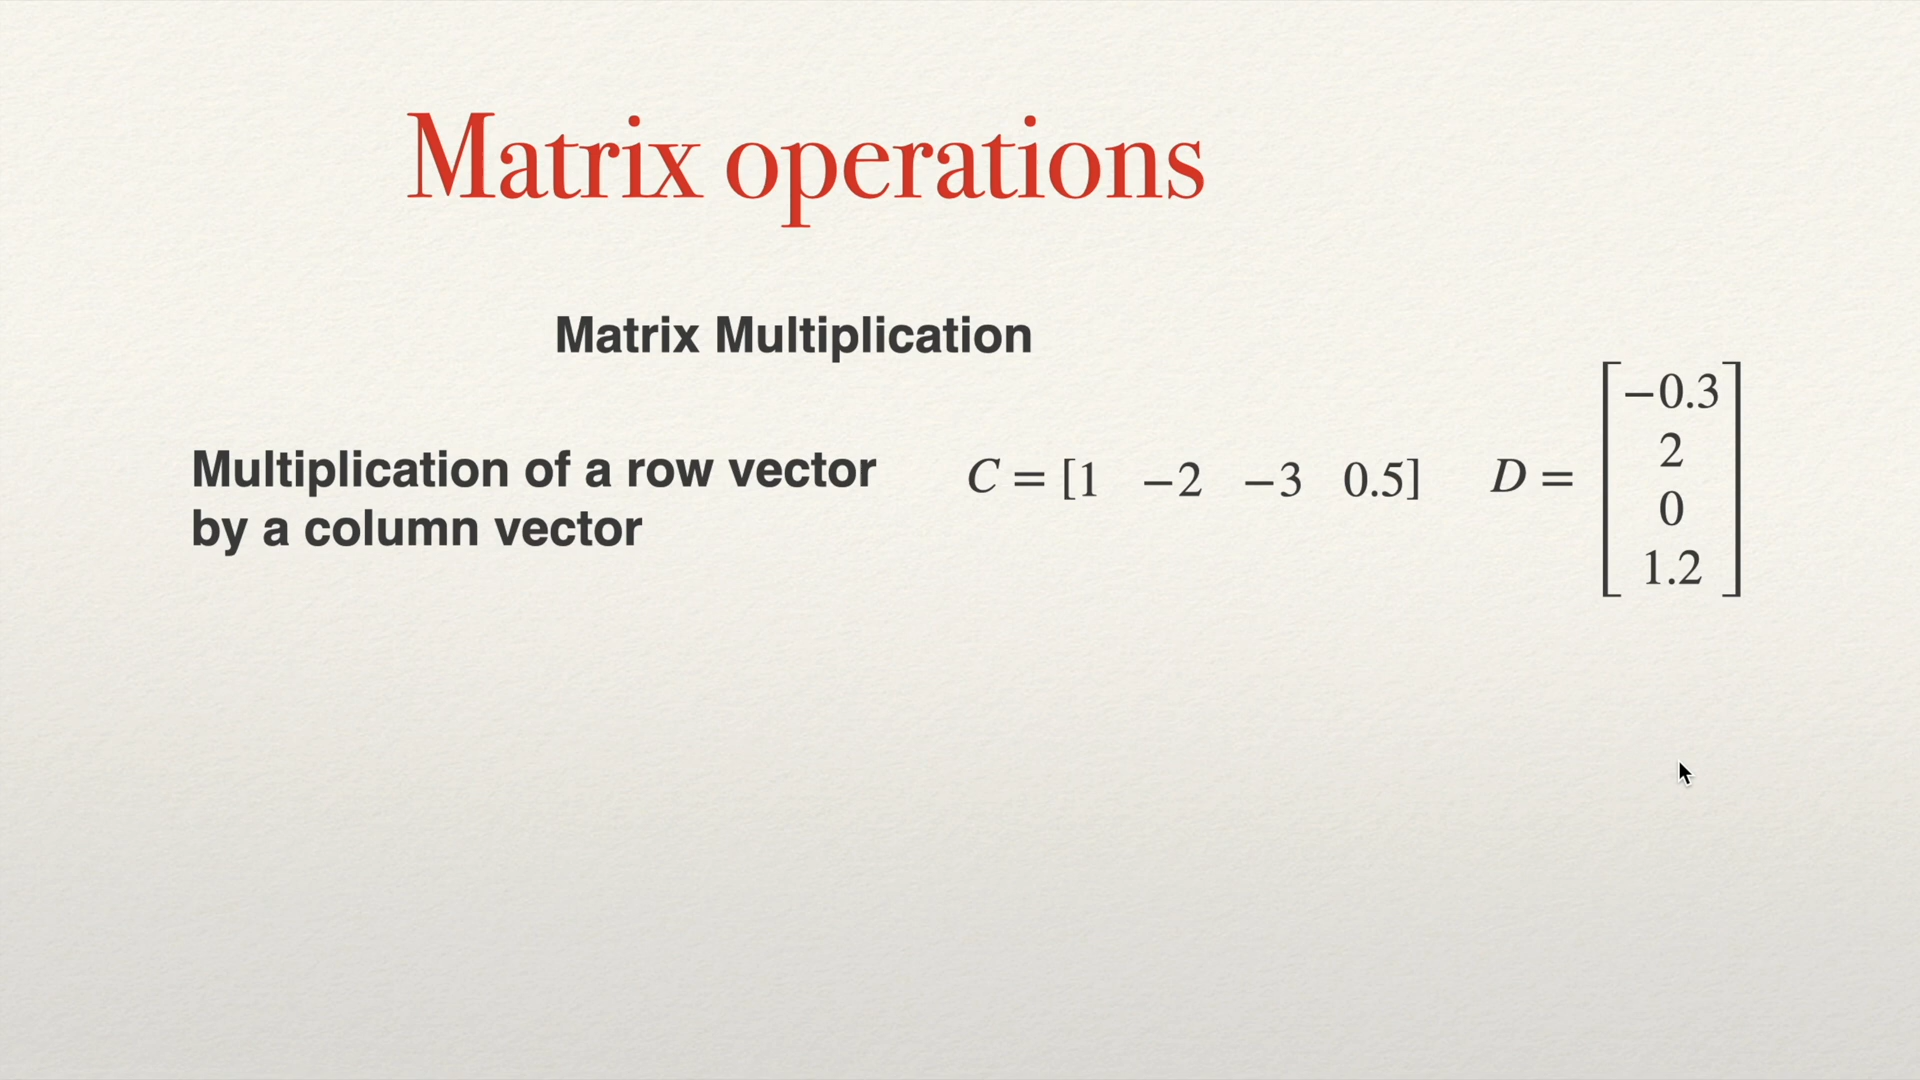 Matrix operations
Matrix Multiplication
Multiplication of a row vector
by a column vector
C = [1 −2 −3 0.5]
D =
[−0.3
2
0
1.2]